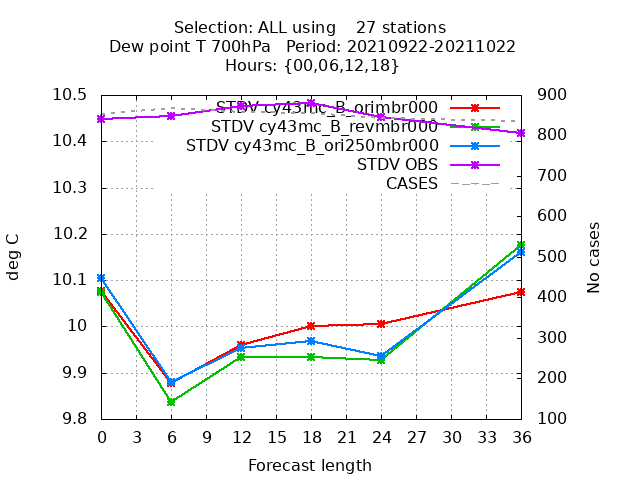 Selection: ALL using    27 stations
Dew point T 700hPa   Period: 20210922-20211022
Hours: {00,06,12,18}
STDV cy43mc_B_orimbr000
STDV cy43mc_B_revmbr000
STDV cy43mc_B_ori250mbr000
STDV OBS
CASES
10.5
10.4
10.3
10.2
10.1
10
9.9
9.8
deg C
900
800
700
600
500
400
300
200
100
No cases
0 3 6 9 12 15 18 21 24 27 30 33 36
Forecast length